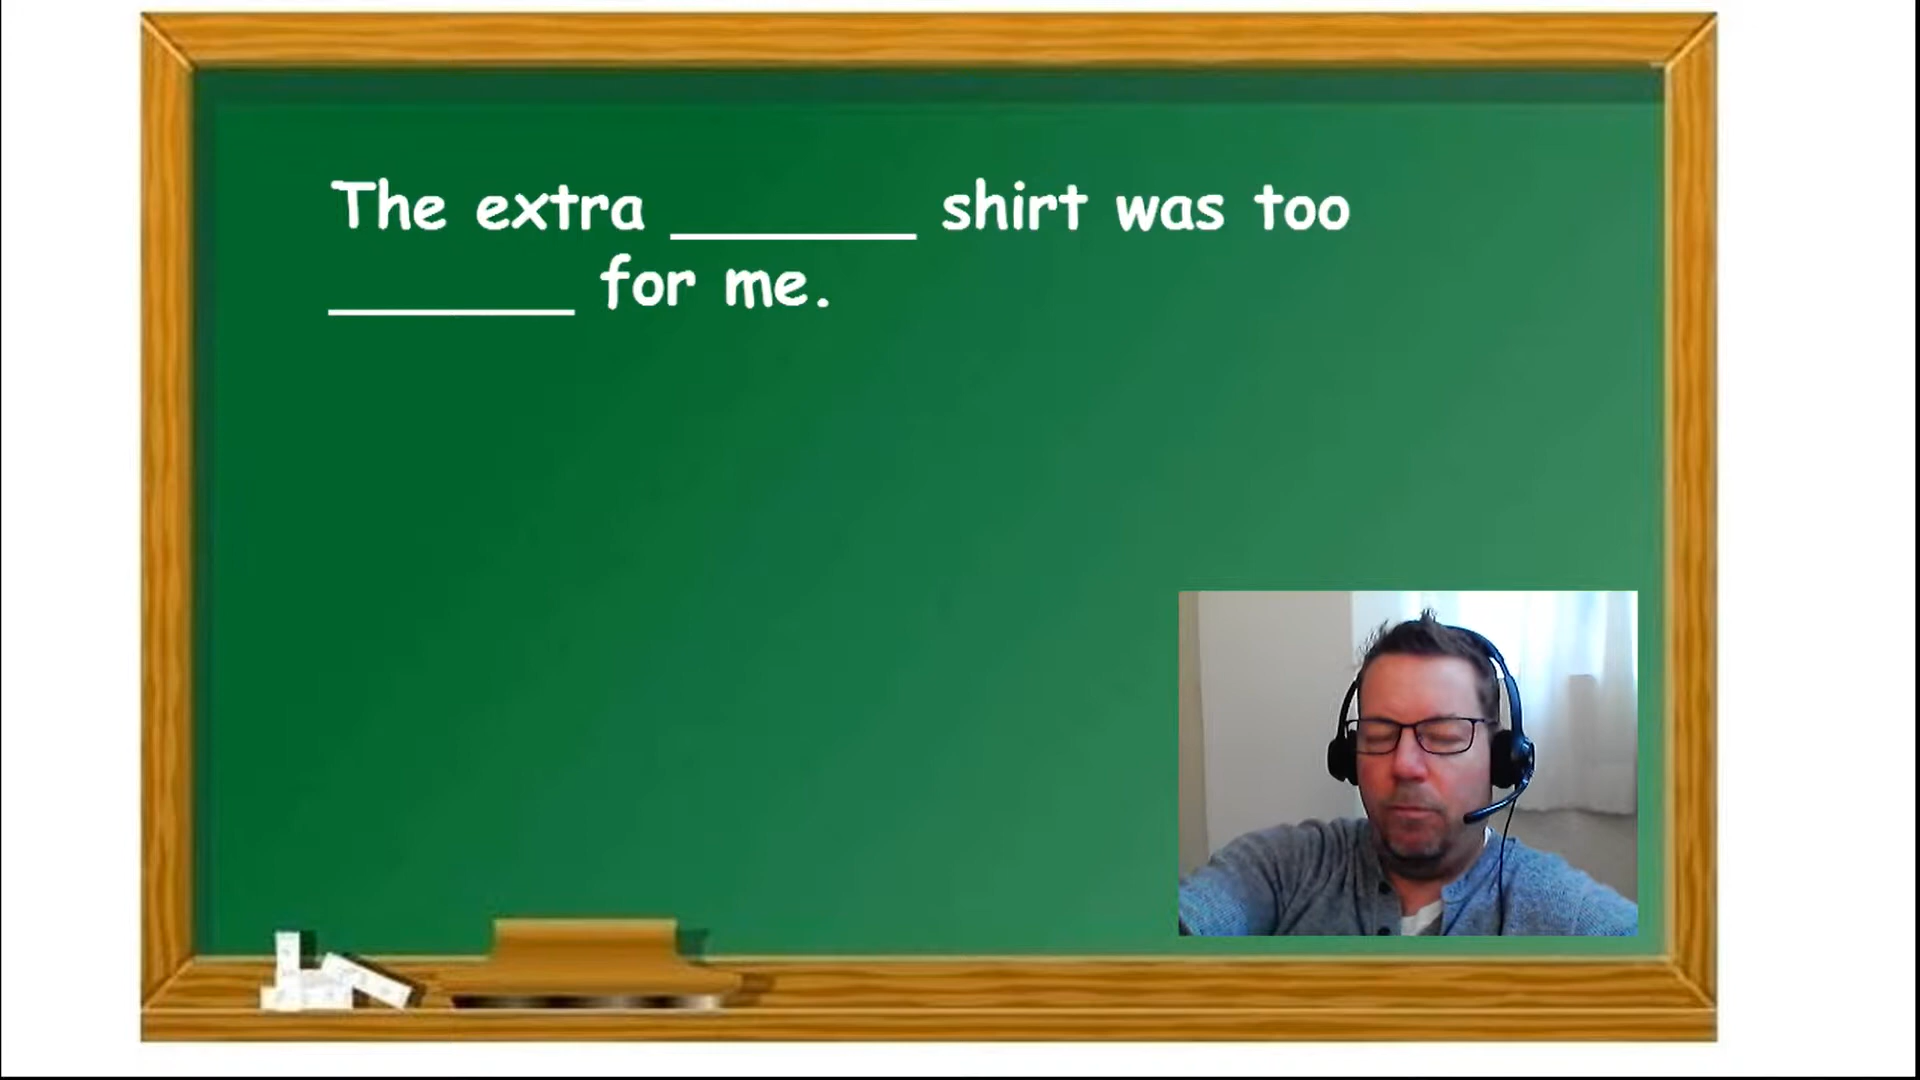 The extra _______ shirt was too
_______ for me.